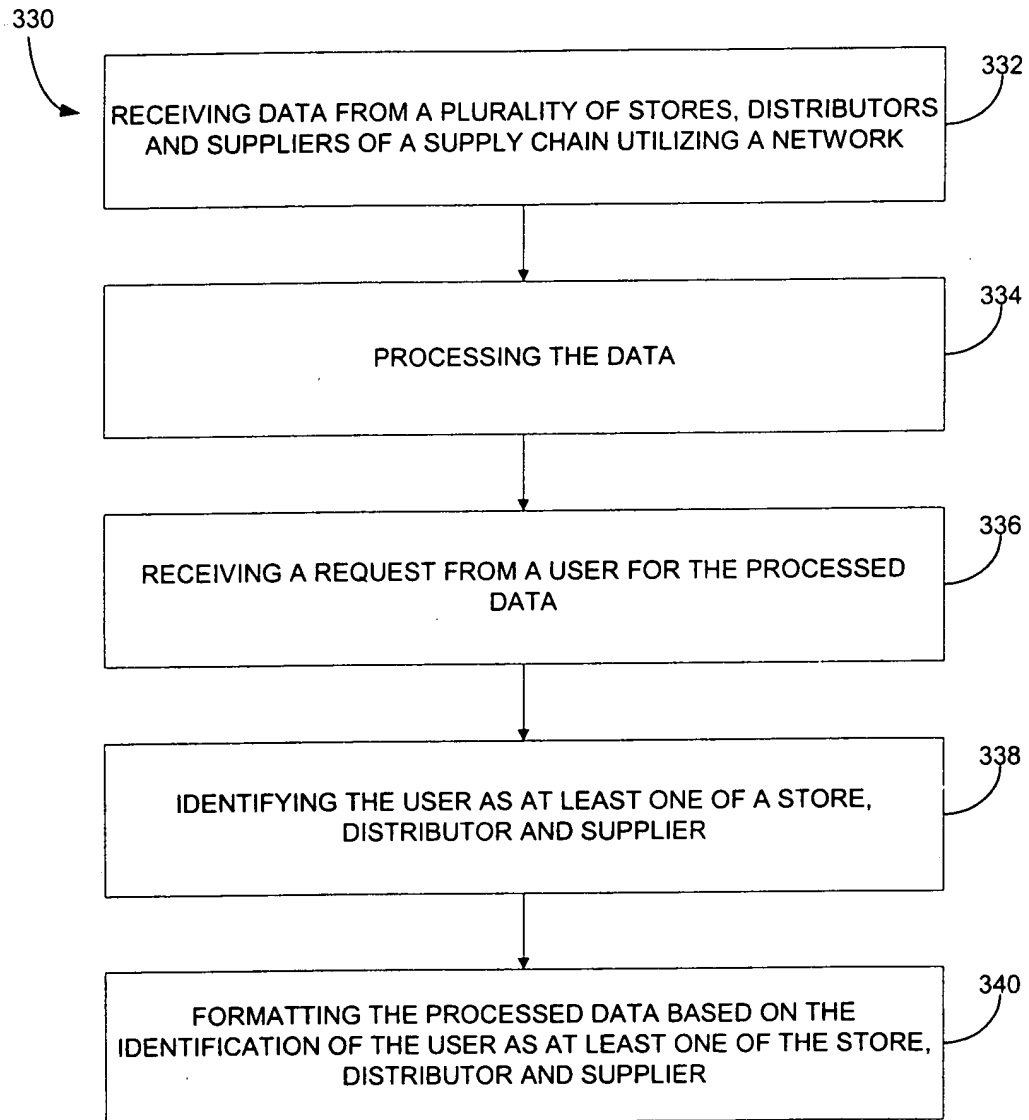 330
332
RECEIVING DATA FROM A PLURALITY OF STORES, DISTRIBUTORS
AND SUPPLIERS OF A SUPPLY CHAIN UTILIZING A NETWORK
334
PROCESSING THE DATA
336
RECEIVING A REQUEST FROM A USER FOR THE PROCESSED
DATA
338
IDENTIFYING THE USER AS AT LEAST ONE OF A STORE,
DISTRIBUTOR AND SUPPLIER
340
FORMATTING THE PROCESSED DATA BASED ON THE
IDENTIFICATION OF THE USER AS AT LEAST ONE OF THE STORE,
DISTRIBUTOR AND SUPPLIER